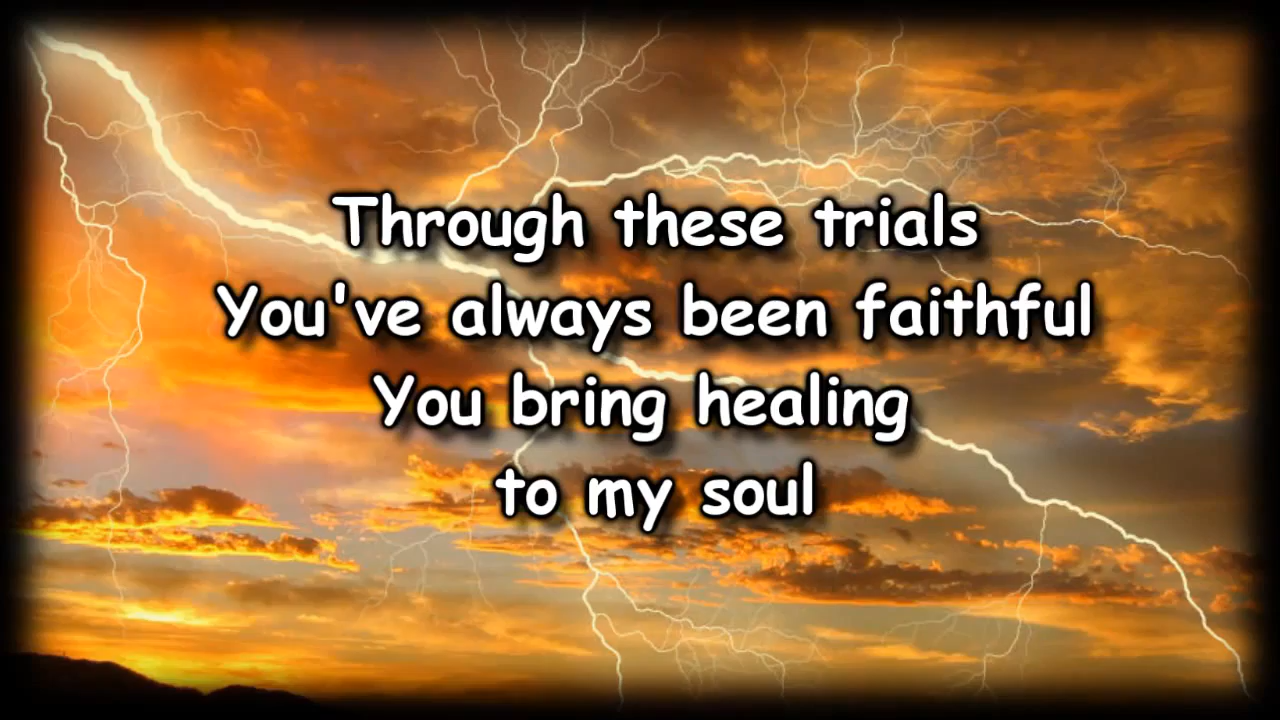 Through these trials
You've always been faithful
You bring healing
to my soul